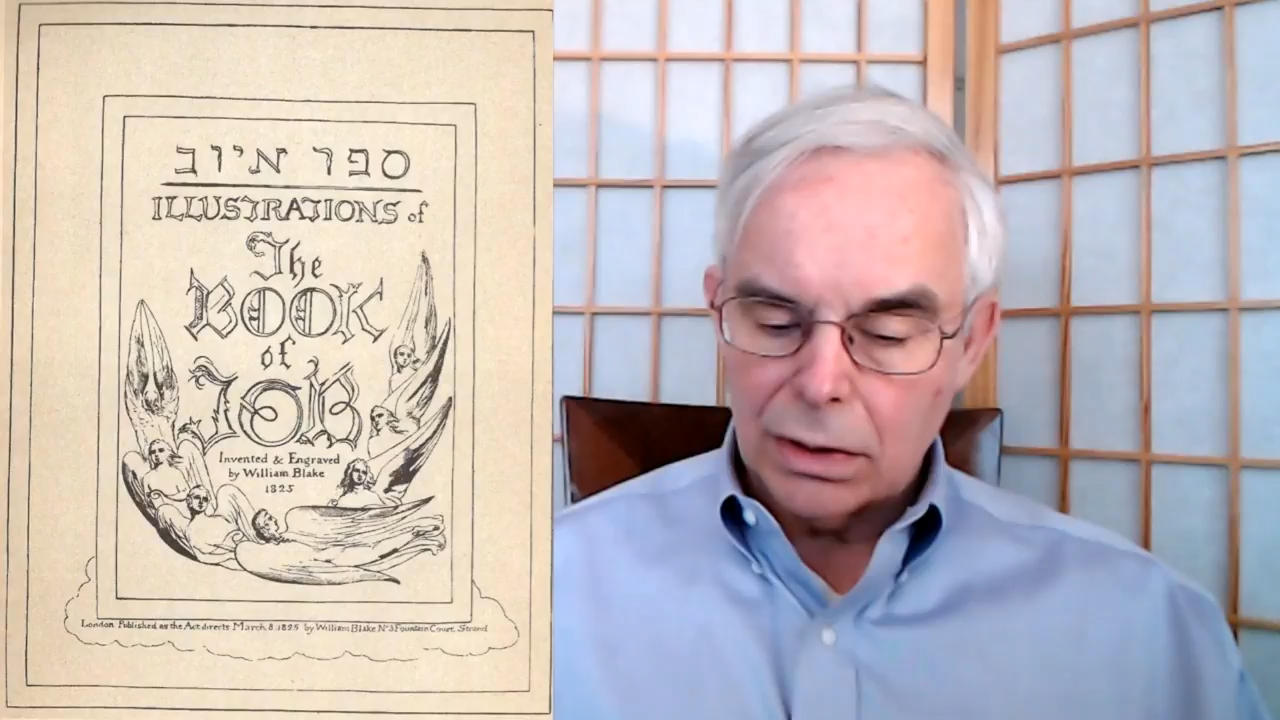 ספר איוב
ILLUSTRATIONS of
The
BOOK
of
JOB
Invented & Engraved
by William Blake
1825
London. Published as the Act directs March 8. 1825. by William Blake Nº 3 Fountain Court. Strand